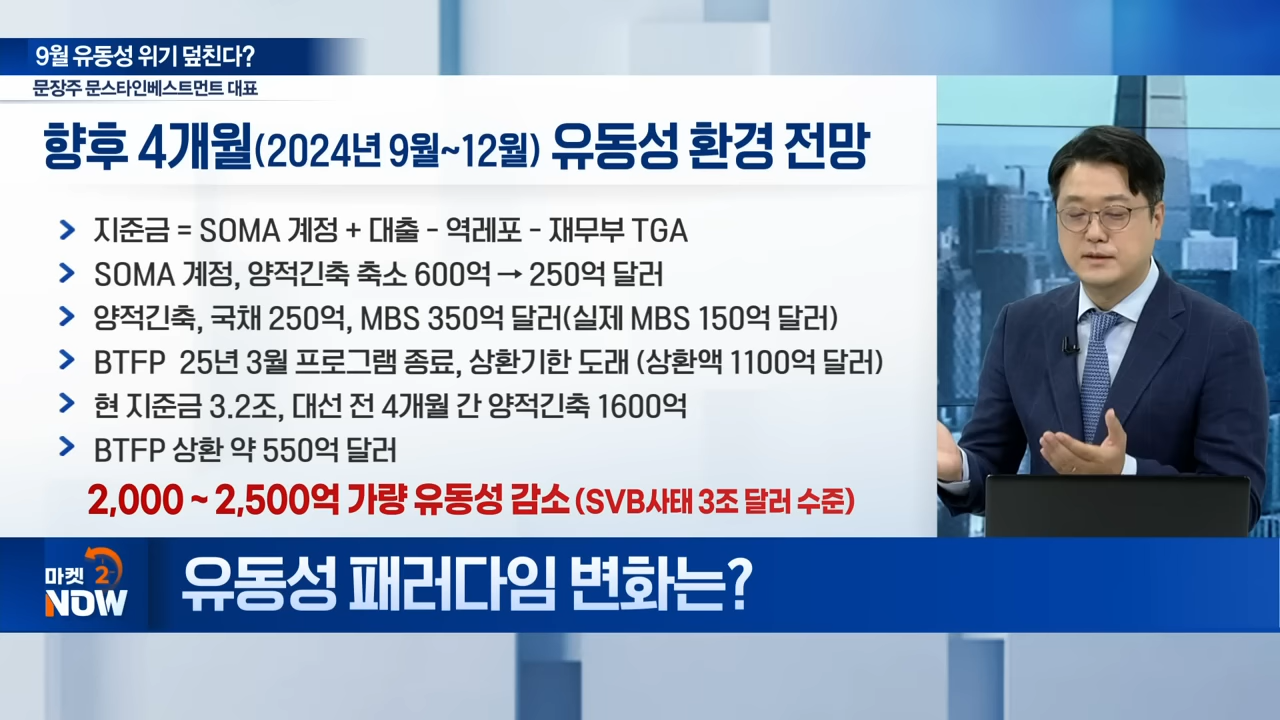 9월 유동성 위기 덮친다?
문장주 문스타인베스트먼트 대표
향후 4개월(2024년 9월~12월) 유동성 환경 전망
지준금 = SOMA 계정 + 대출 - 역레포 - 재무부 TGA
SOMA 계정, 양적긴축 축소 600억 → 250억 달러
양적긴축, 국채 250억, MBS 350억 달러(실제 MBS 150억 달러)
BTFP 25년 3월 프로그램 종료, 상환기한 도래 (상환액 1100억 달러)
현 지준금 3.2조, 대선 전 4개월 간 양적긴축 1600억
BTFP 상환 약 550억 달러
2,000 ~ 2,500억 가량 유동성 감소 (SVB사태 3조 달러 수준)
마켓 2
NOW
유동성 패러다임 변화는?